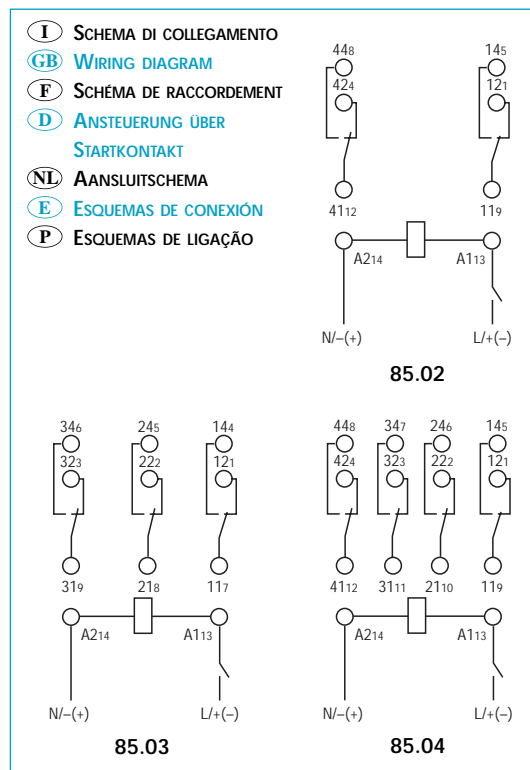 I SCHEMA DI COLLEGAMENTO
GB WIRING DIAGRAM
F SCHÉMA DE RACCORDEMENT
D ANSTEUERUNG ÜBER
STARTKONTAKT
NL AANSLUITSCHEMA
E ESQUEMAS DE CONEXIÓN
P ESQUEMAS DE LIGAÇÃO
448 145
424 121
4112 119
A214 A113
N/–(+) L/+(–)
85.02
346 245 144
323 222 121
319 218 117
A214 A113
N/–(+) L/+(–)
85.03
448 347 246 145
424 323 222 121
4112 3111 2110 119
A214 A113
N/–(+) L/+(–)
85.04